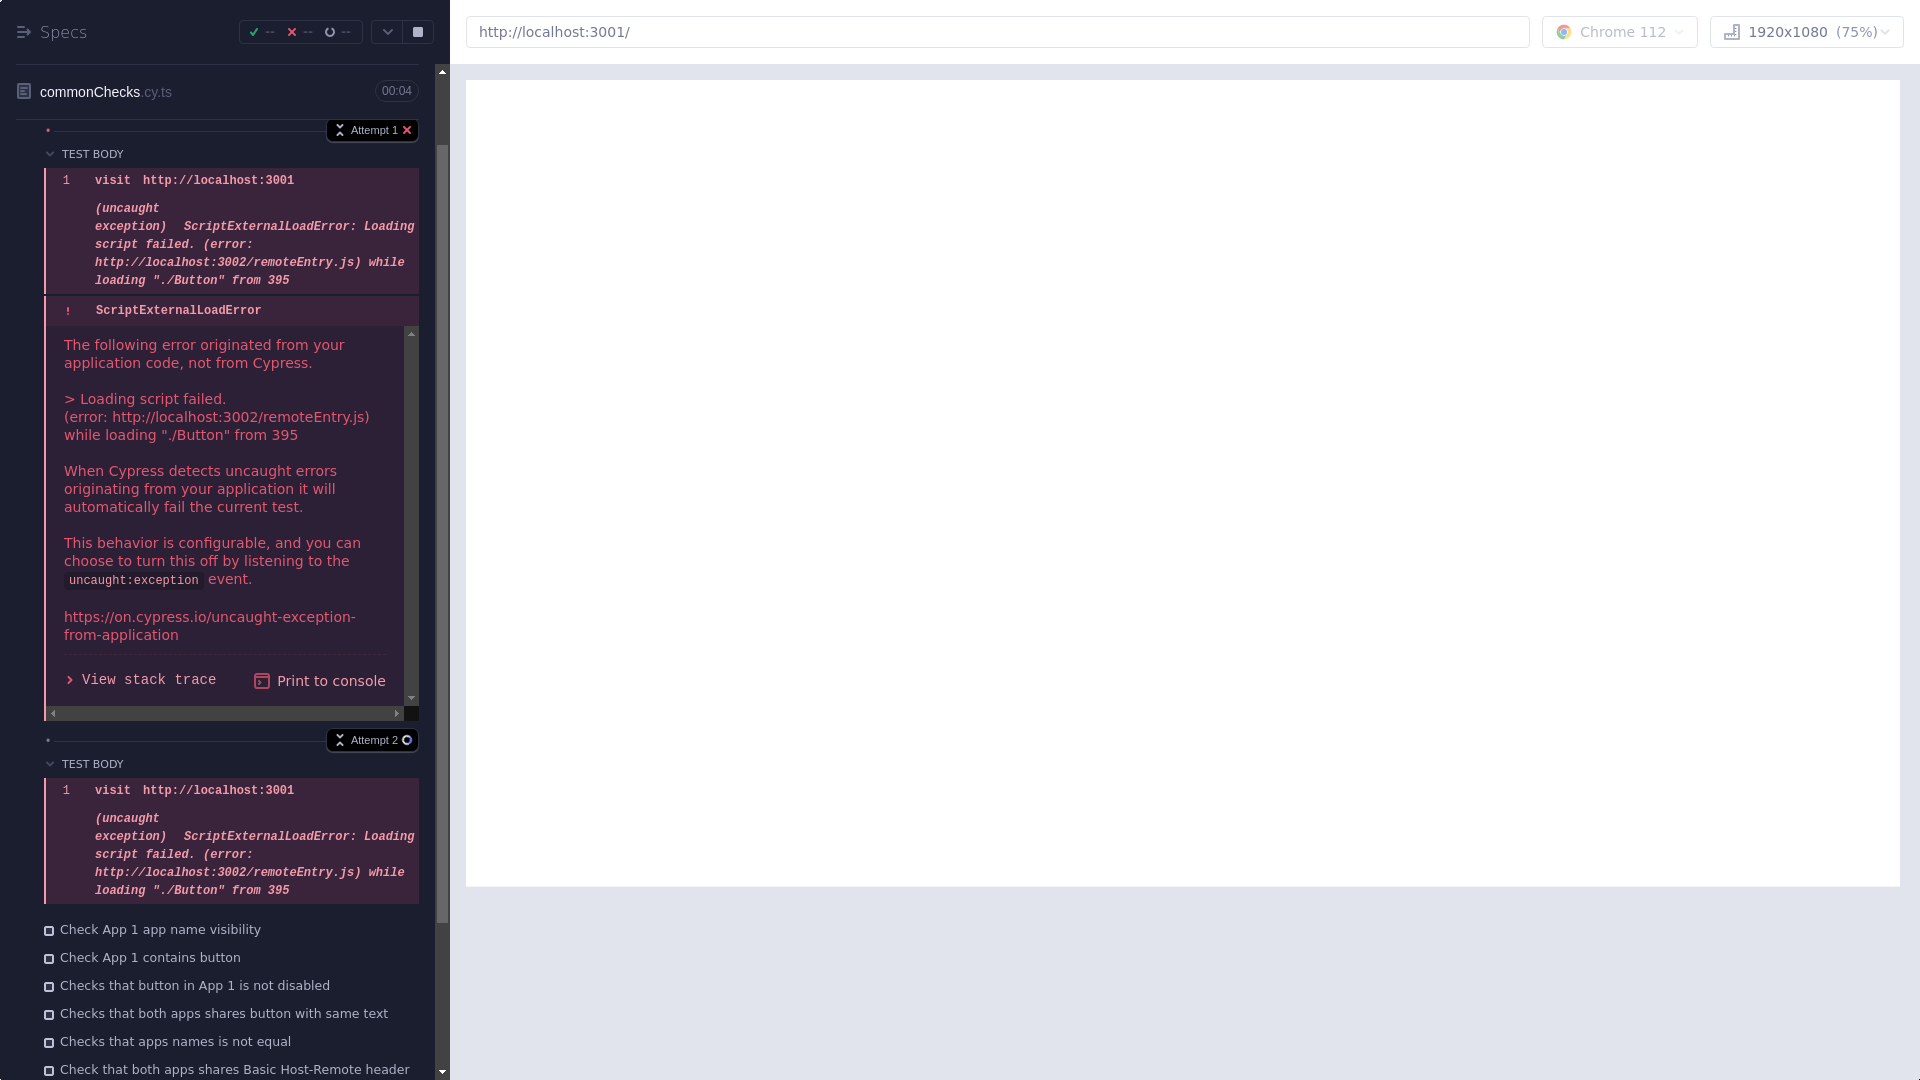 Specs
-- -- --
commonChecks.cy.ts 00:04
Attempt 1
TEST BODY
1 visit http://localhost:3001
(uncaught
exception) ScriptExternalLoadError: Loading
script failed. (error:
http://localhost:3002/remoteEntry.js) while
loading "./Button" from 395
! ScriptExternalLoadError
The following error originated from your
application code, not from Cypress.
> Loading script failed.
(error: http://localhost:3002/remoteEntry.js)
while loading "./Button" from 395
When Cypress detects uncaught errors
originating from your application it will
automatically fail the current test.
This behavior is configurable, and you can
choose to turn this off by listening to the
uncaught:exception event.
https://on.cypress.io/uncaught-exception-
from-application
View stack trace Print to console
Attempt 2
TEST BODY
1 visit http://localhost:3001
(uncaught
exception) ScriptExternalLoadError: Loading
script failed. (error:
http://localhost:3002/remoteEntry.js) while
loading "./Button" from 395
Check App 1 app name visibility
Check App 1 contains button
Checks that button in App 1 is not disabled
Checks that both apps shares button with same text
Checks that apps names is not equal
Check that both apps shares Basic Host-Remote header
http://localhost:3001/
Chrome 112
1920x1080 (75%)